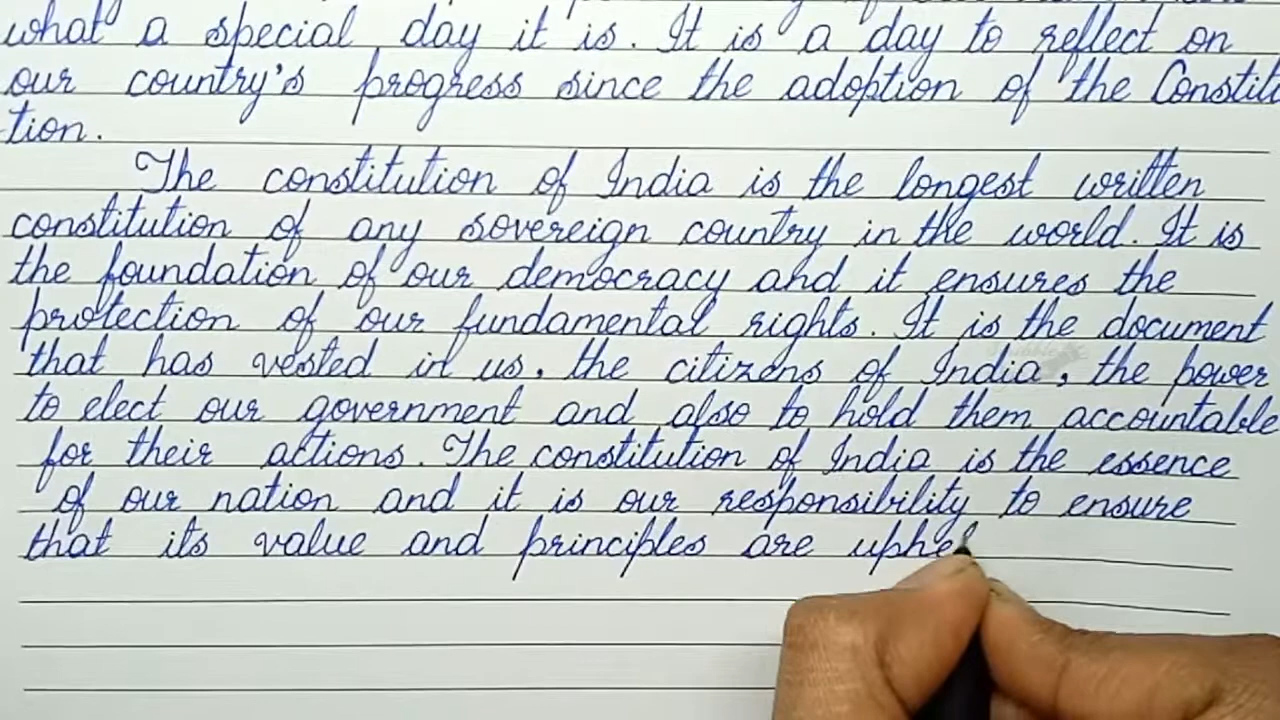 what a special day it is. It is a day to reflect on
our country's progress since the adoption of the Constitu
tion.
The constitution of India is the longest written
constitution of any sovereign country in the world. It is
the foundation of our democracy and it ensures the
protection of our fundamental rights. It is the document
that has vested in us, the citizens of India, the power
to elect our government and also to hold them accountable
for their actions. The constitution of India is the essence
of our nation and it is our responsibility to ensure
that its value and principles are uphel